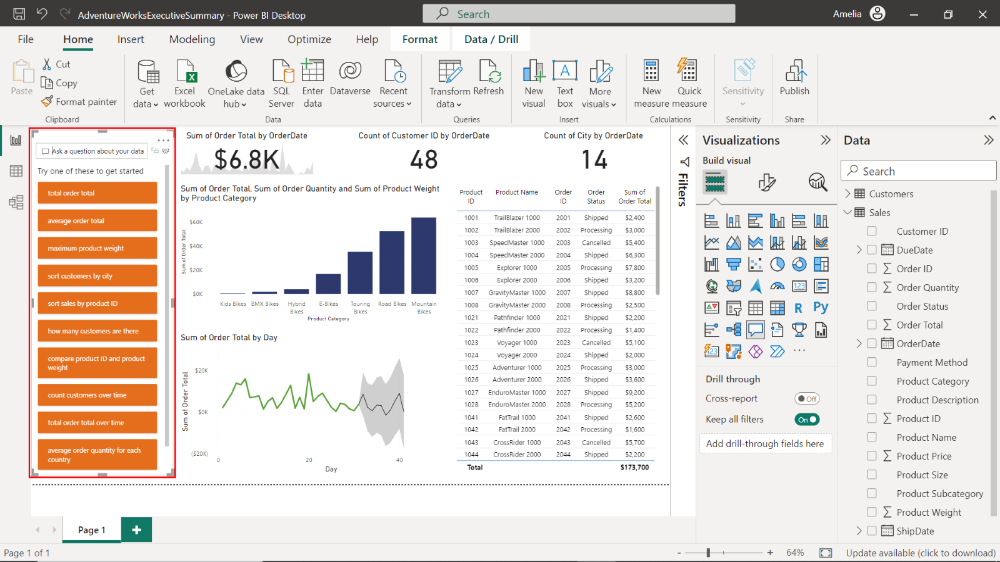 AdventureWorksExecutiveSummary - Power BI Desktop
Search
Amelia
File
Home
Insert
Modeling
View
Optimize
Help
Format
Data / Drill
Paste
Cut
Copy
Format painter
Clipboard
Get data
Excel workbook
OneLake data hub
SQL Server
Enter data
Dataverse
Recent sources
Data
Transform data
Refresh
Queries
New visual
Text box
More visuals
Insert
New measure
Quick measure
Calculations
Sensitivity
Sensitivity
Publish
Share
Ask a question about your data
Try one of these to get started
total order total
average order total
maximum product weight
sort customers by city
sort sales by product ID
how many customers are there
compare product ID and product
weight
count customers over time
total order total over time
average order quantity for each
country
Sum of Order Total by OrderDate
$6.8K
Count of Customer ID by OrderDate
48
Count of City by OrderDate
14
Sum of Order Total, Sum of Order Quantity and Sum of Product Weight
by Product Category
Sum of Order Total
$60K
$40K
$20K
$0K
Kids Bikes
BMX Bikes
Hybrid Bikes
E-Bikes
Touring Bikes
Road Bikes
Mountain Bikes
Product Category
Sum of Order Total by Day
Sum of Order Total
$20K
$0K
($20K)
0 20 40
Day
Product ID Product Name Order ID Order Status Sum of Order Total
1001 TrailBlazer 1000 2001 Shipped $2,400
1002 TrailBlazer 2000 2002 Processing $3,000
1003 SpeedMaster 1000 2003 Cancelled $5,400
1004 SpeedMaster 2000 2004 Shipped $6,300
1005 Explorer 1000 2005 Processing $7,800
1006 Explorer 2000 2006 Shipped $3,200
1007 GravityMaster 1000 2007 Shipped $8,800
1008 GravityMaster 2000 2008 Processing $2,500
1021 Pathfinder 1000 2021 Shipped $2,200
1022 Pathfinder 2000 2022 Processing $1,400
1023 Voyager 1000 2023 Cancelled $5,100
1024 Voyager 2000 2024 Shipped $2,000
1025 Adventurer 1000 2025 Processing $3,000
1026 Adventurer 2000 2026 Shipped $3,600
1027 EnduroMaster 1000 2027 Shipped $9,200
1028 EnduroMaster 2000 2028 Processing $5,200
1041 FatTrail 1000 2041 Shipped $2,600
1042 FatTrail 2000 2042 Processing $1,600
1043 CrossRider 1000 2043 Cancelled $5,700
1044 CrossRider 2000 2044 Shipped $2,200
Total $173,700
Filters
Visualizations
Build visual
123
R
Py
123
Drill through
Cross-report
Off
Keep all filters
On
Add drill-through fields here
Data
Search
Customers
Sales
Customer ID
DueDate
Order ID
Order Quantity
Order Status
Order Total
OrderDate
Payment Method
Product Category
Product Description
Product ID
Product Name
Product Price
Product Size
Product Subcategory
Product Weight
ShipDate
Page 1
Page 1 of 1
64%
Update available (click to download)